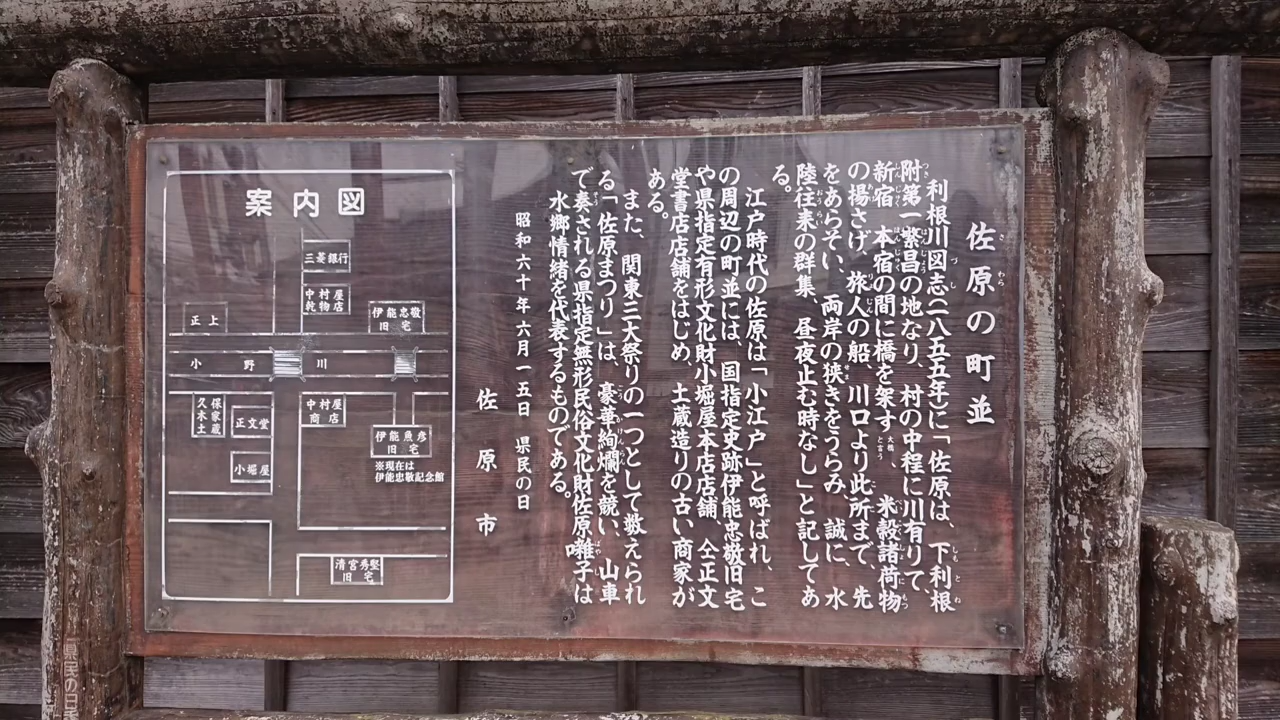 佐原の町並
利根川図志(一八五五年)に「佐原は、下利根
附第一繁昌の地なり、村の中程に川有りて、
新宿 本宿の間に橋を架す、米穀諸荷物
の揚さげ、旅人の船、川口より此所まで、先
をあらそい、両岸の狭きをうらみ、誠に、水
陸往来の群集、昼夜止む時なし」と記してあ
る。
江戸時代の佐原は「小江戸」と呼ばれ、こ
の周辺の町並には、国指定史跡伊能忠敬旧宅
や県指定有形文化財小堀屋本店店舗、仝正文
堂書店店舗をはじめ、土蔵造りの古い商家が
ある。
また、関東三大祭りの一つとして数えられ
る「佐原まつり」は、豪華絢爛を競い、山車
で奏される県指定無形民俗文化財佐原囃子は
水郷情緒を代表するものである。
昭和六十年六月一五日 県民の日
佐原市
案内図
三菱銀行
中村屋
乾物店
正上
伊能忠敬
旧宅
小野川
久保木家土蔵
正文堂
小堀屋
中村屋
商店
伊能魚彦
旧宅
※現在は
伊能忠敬記念館
清宮秀堅
旧宅
県民の日